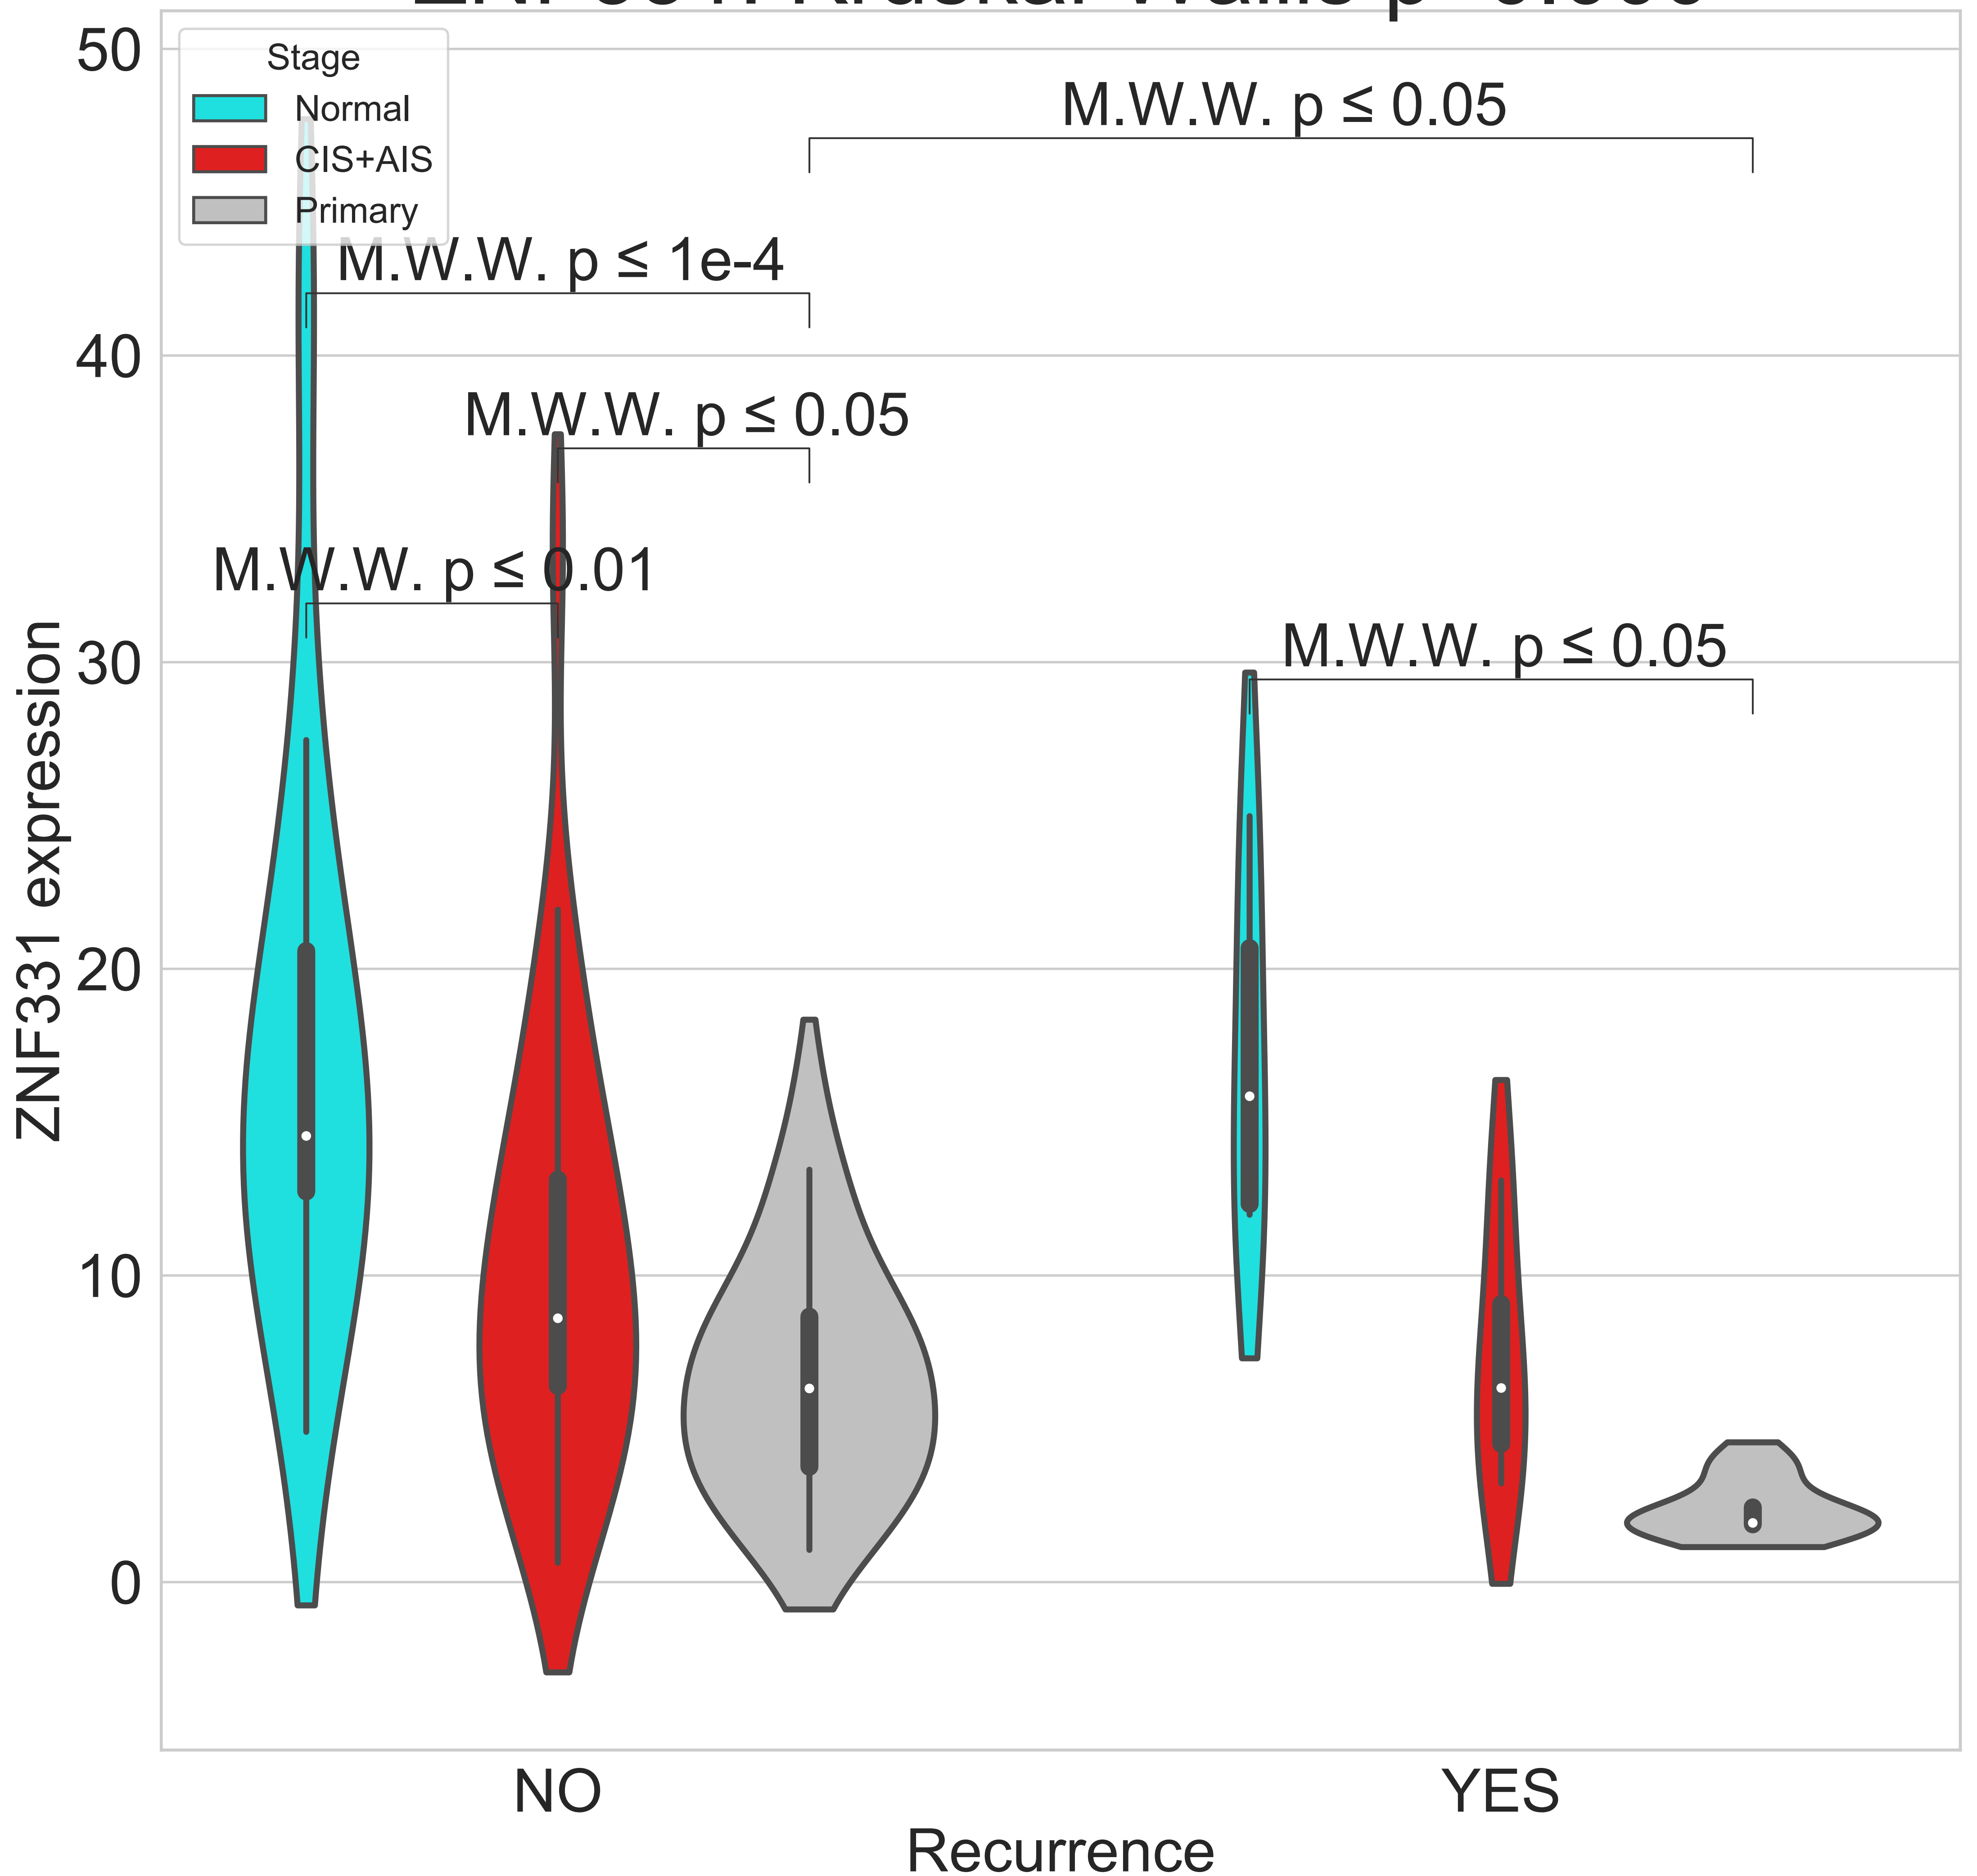 50
Stage
Normal
CIS+AIS
Primary
M.W.W. p ≤ 0.05
M.W.W. p ≤ 1e-4
40
M.W.W. p ≤ 0.05
M.W.W. p ≤ 0.01
30
M.W.W. p ≤ 0.05
ZNF331 expression
20
10
0
NO
YES
Recurrence